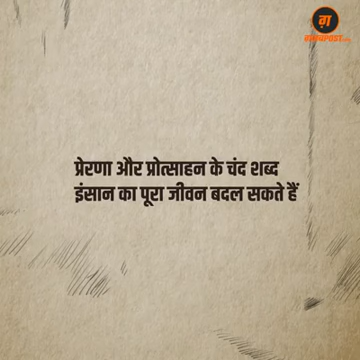 ग़
प्रेरणा और प्रोत्साहन के चंद शब्द
इंसान का पूरा जीवन बदल सकते हैं